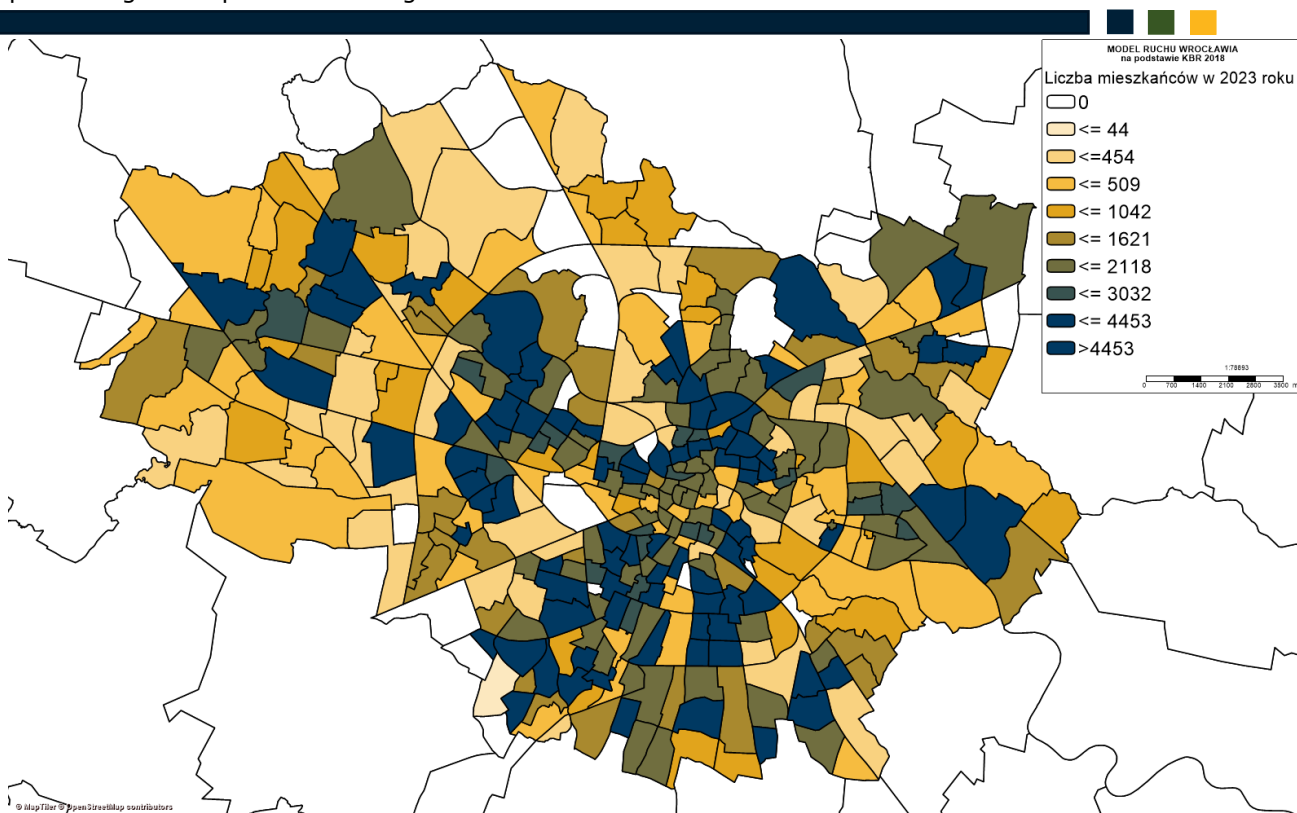 MODEL RUCHU WROCŁAWIA
na podstawie KBR 2018
Liczba mieszkańców w 2023 roku
0
<= 44
<=454
<= 509
<= 1042
<= 1621
<= 2118
<= 3032
<= 4453
>4453
1:78893
0 700 1400 2100 2800 3500 m
© MapTiler © OpenStreetMap contributors